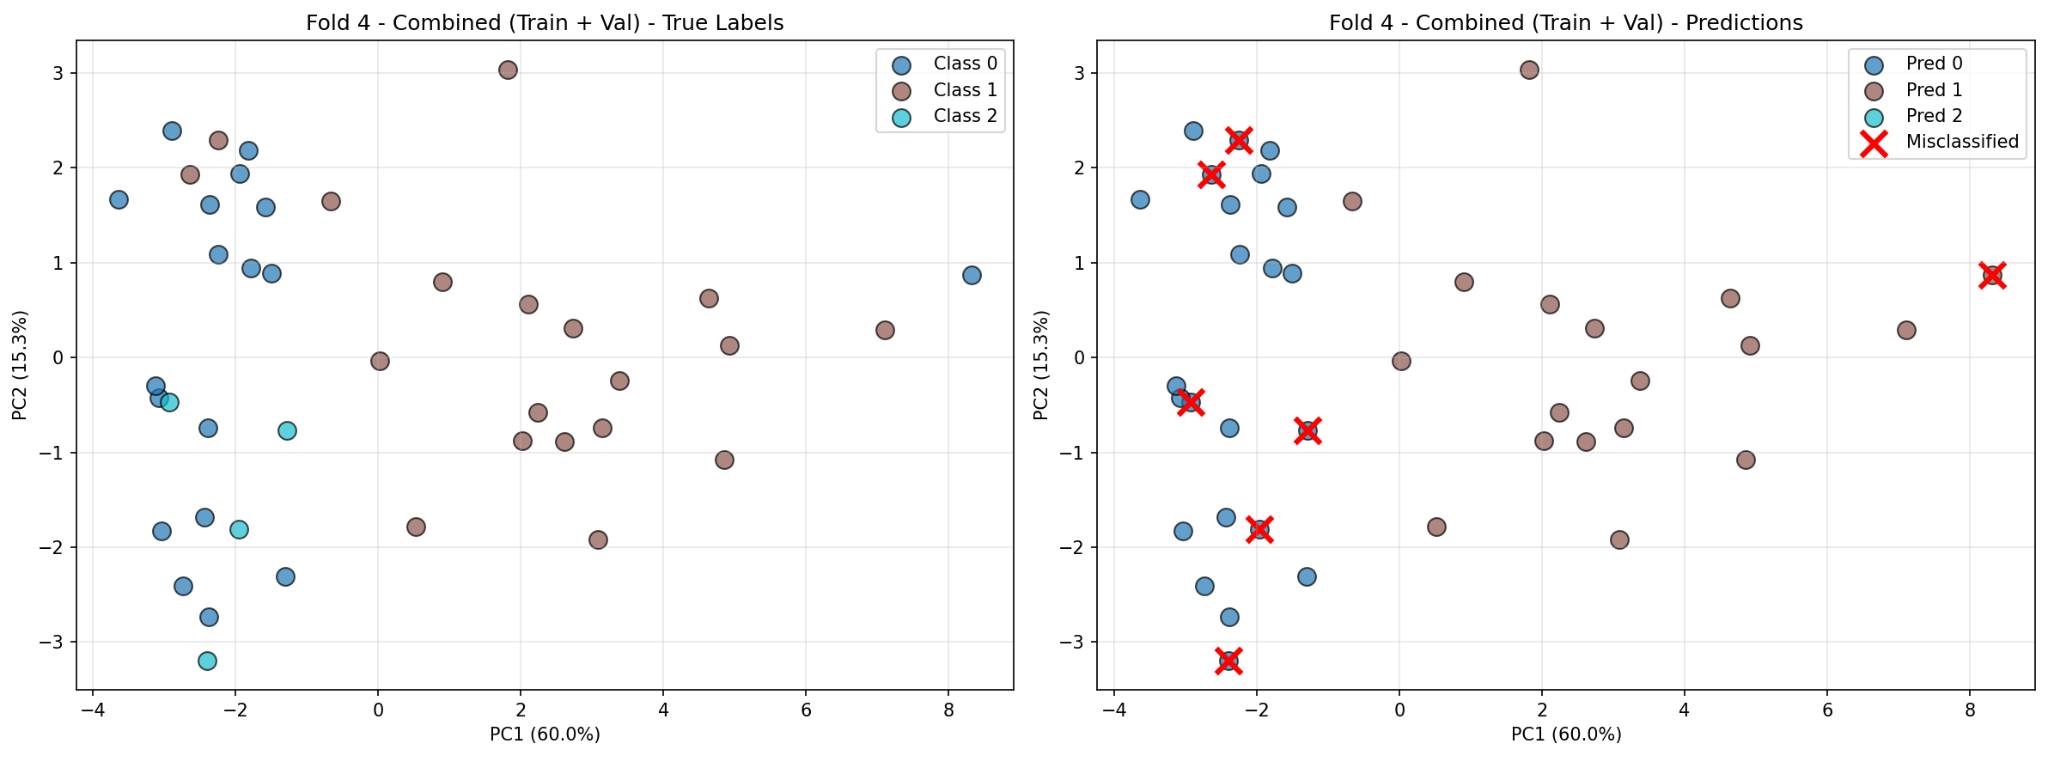 Fold 4 - Combined (Train + Val) - True Labels
Class 0
Class 1
Class 2
3
2
1
0
−1
−2
−3
PC2 (15.3%)
−4
−2
0
2
4
6
8
PC1 (60.0%)
Fold 4 - Combined (Train + Val) - Predictions
Pred 0
Pred 1
Pred 2
Misclassified
3
2
1
0
−1
−2
−3
PC2 (15.3%)
−4
−2
0
2
4
6
8
PC1 (60.0%)